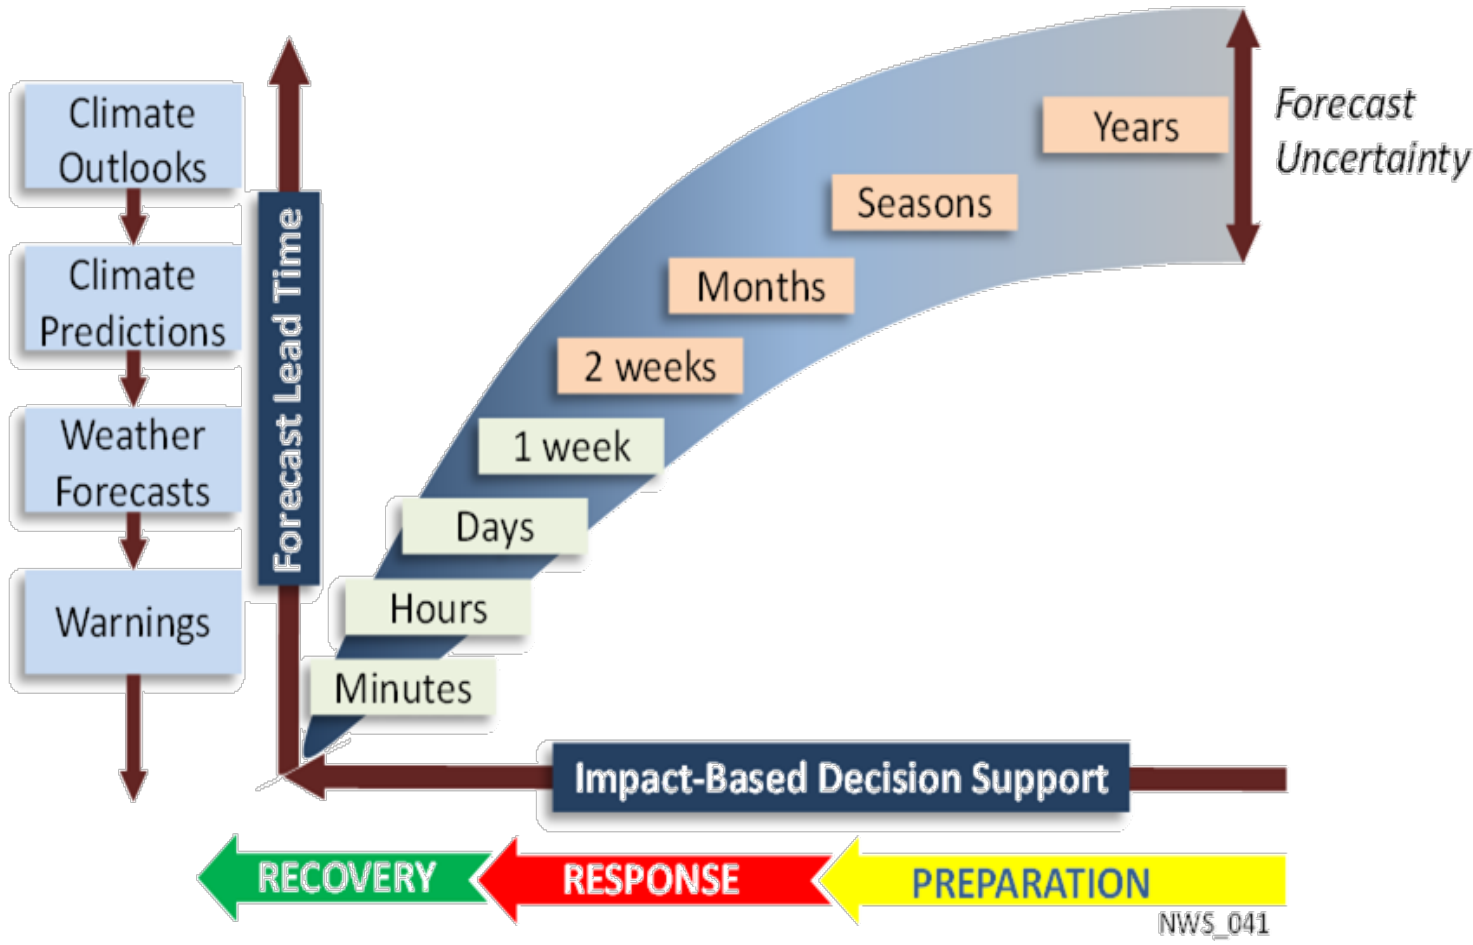 Climate
Outlooks
Climate
Predictions
Weather
Forecasts
Warnings
Forecast Lead Time
Forecast
Uncertainty
Years
Seasons
Months
2 weeks
1 week
Days
Hours
Minutes
Impact-Based Decision Support
RECOVERY
RESPONSE
PREPARATION
NWS_041